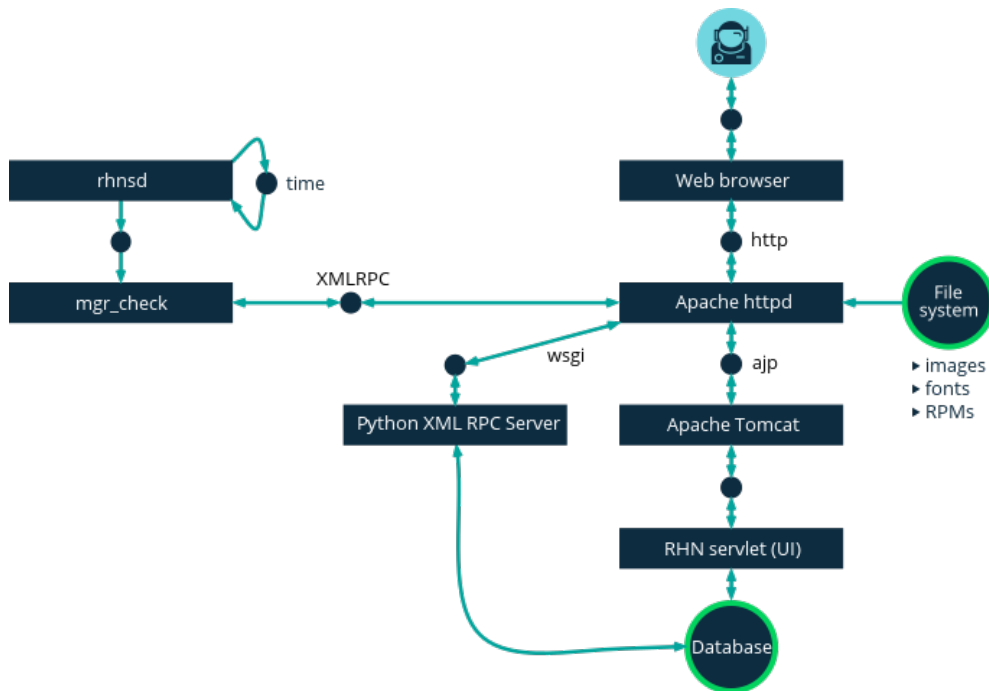 rhnsd
time
Web browser
http
XMLRPC
mgr_check
Apache httpd
File
system
wsgi
ajp
images
fonts
RPMs
Python XML RPC Server
Apache Tomcat
RHN servlet (UI)
Database